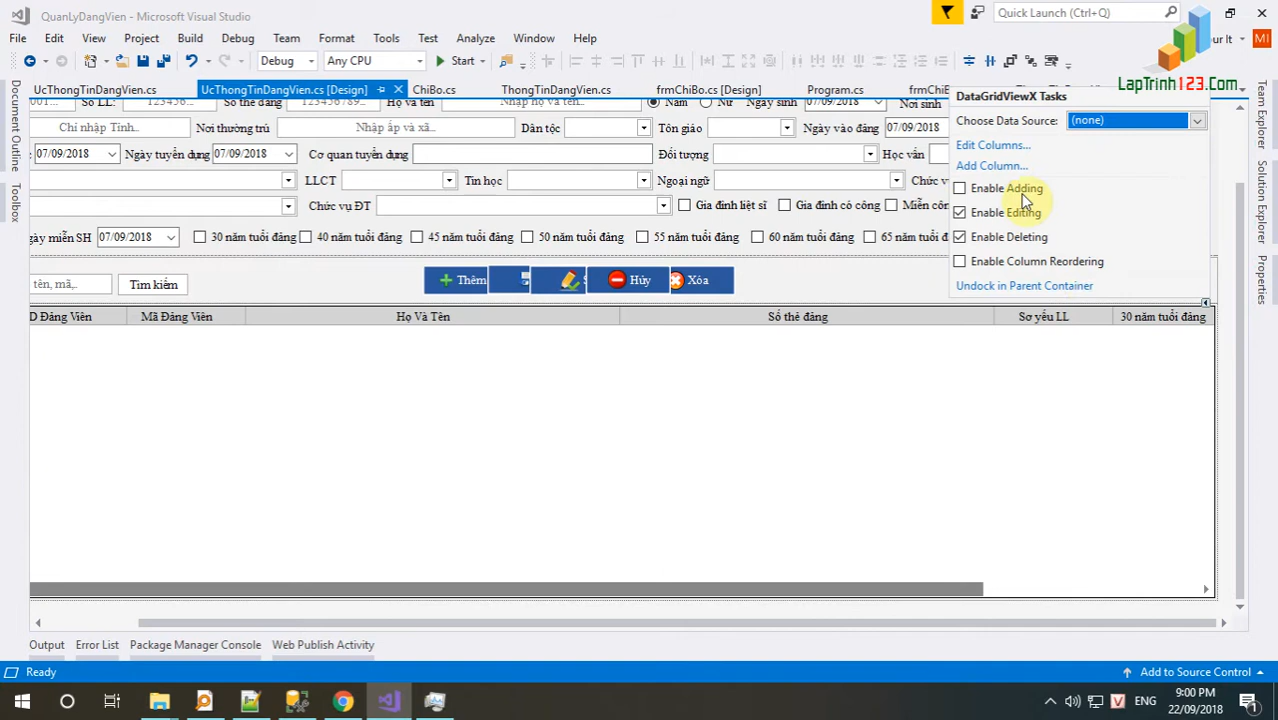 QuanLyDangVien - Microsoft Visual Studio
Quick Launch (Ctrl+Q)
File Edit View Project Build Debug Team Format Tools Test Analyze Window Help
ur It MI
Debug Any CPU Start
LapTrinh123.Com
UcThongTinDangVien.cs UcThongTinDangVien.cs [Design] ChiBo.cs ThongTinDangVien.cs frmChiBo.cs [Design] Program.cs frmChiB
DataGridViewX Tasks
001... Số LL: 123456... Số thẻ đảng 123456789... Họ và tên Nhập họ và tên... Nam Nữ Ngày sinh 07/09/2018 Nơi sinh
Choose Data Source: (none)
Chỉ nhập Tỉnh.. Nơi thường trú Nhập ấp và xã... Dân tộc Tôn giáo Ngày vào đảng 07/09/2018
Edit Columns...
07/09/2018 Ngày tuyển dụng 07/09/2018 Cơ quan tuyển dụng Đối tượng Học vấn
Add Column...
LLCT Tin học Ngoại ngữ Chức vụ
Enable Adding
Chức vụ ĐT Gia đình liệt sĩ Gia đình có công Miễn côn
Enable Editing
gày miễn SH 07/09/2018 30 năm tuổi đảng 40 năm tuổi đảng 45 năm tuổi đảng 50 năm tuổi đảng 55 năm tuổi đảng 60 năm tuổi đảng 65 năm tuổi đ
Enable Deleting
Enable Column Reordering
Undock in Parent Container
tên, mã,.. Tìm kiếm Thêm Hủy Xóa
D Đảng Viên Mã Đảng Viên Họ Và Tên Số thẻ đảng Sơ yếu LL 30 năm tuổi đảng
Document Outline
Toolbox
Team Explorer
Solution Explorer
Properties
Output Error List Package Manager Console Web Publish Activity
Ready Add to Source Control
ENG 9:00 PM
22/09/2018
1